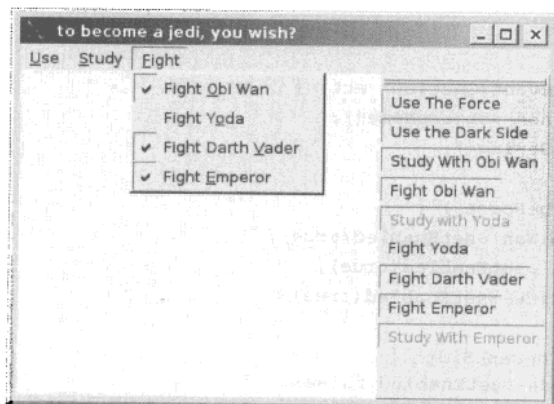 to become a jedi, you wish?
Use Study Fight
Fight Obi Wan
Fight Yoda
Fight Darth Vader
Fight Emperor
Use The Force
Use the Dark Side
Study With Obi Wan
Fight Obi Wan
Study with Yoda
Fight Yoda
Fight Darth Vader
Fight Emperor
Study With Emperor